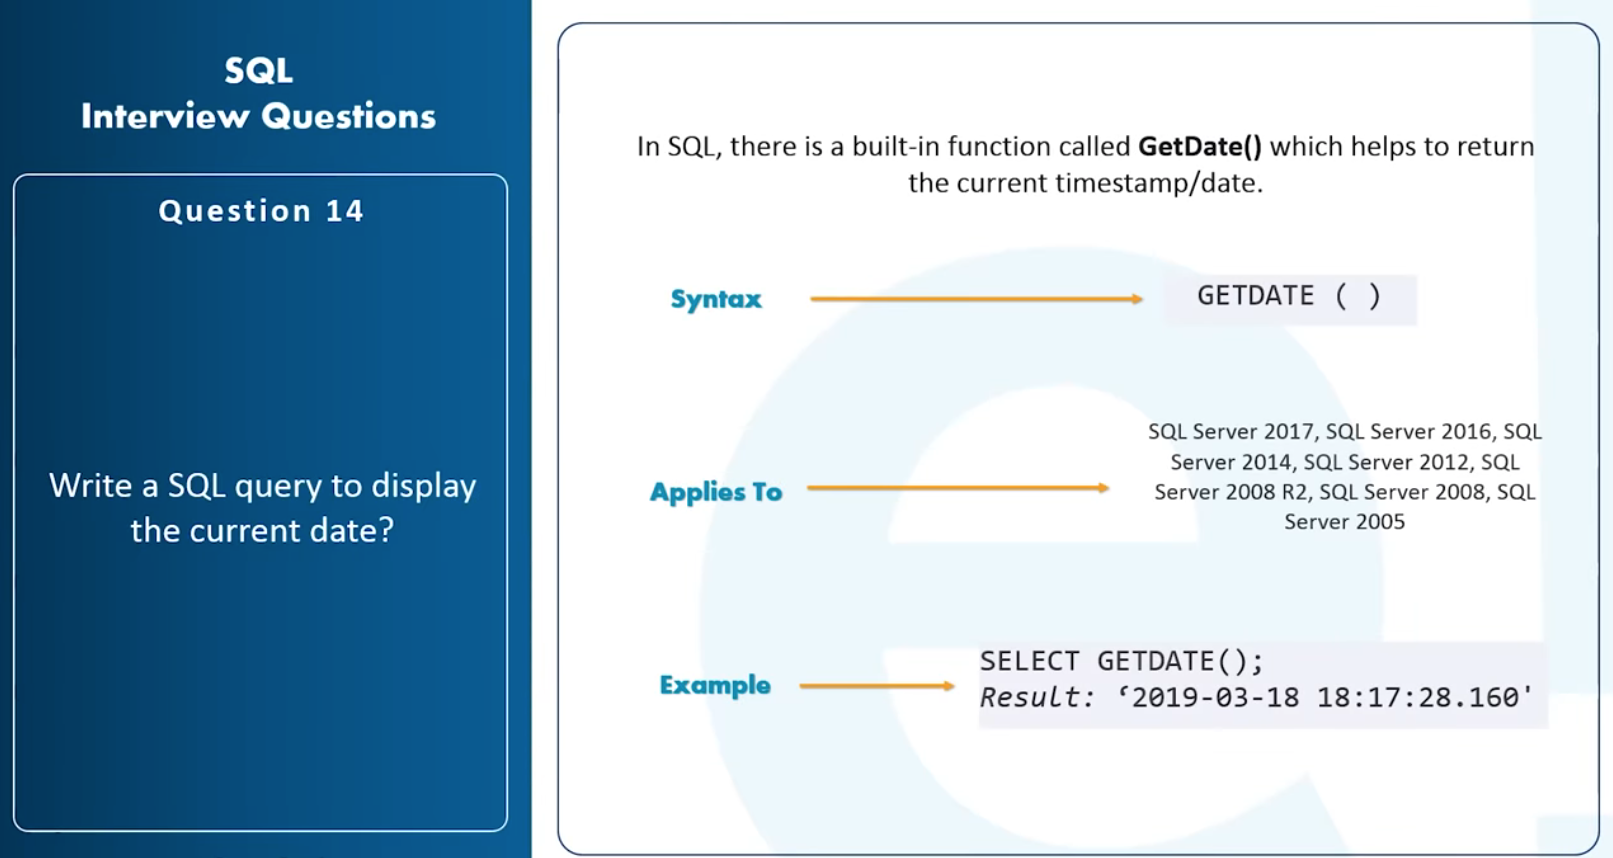 SQL
Interview Questions
Question 14
Write a SQL query to display
the current date?
In SQL, there is a built-in function called GetDate() which helps to return
the current timestamp/date.
Syntax
GETDATE ( )
Applies To
SQL Server 2017, SQL Server 2016, SQL
Server 2014, SQL Server 2012, SQL
Server 2008 R2, SQL Server 2008, SQL
Server 2005
Example
SELECT GETDATE();
Result: ‘2019-03-18 18:17:28.160'